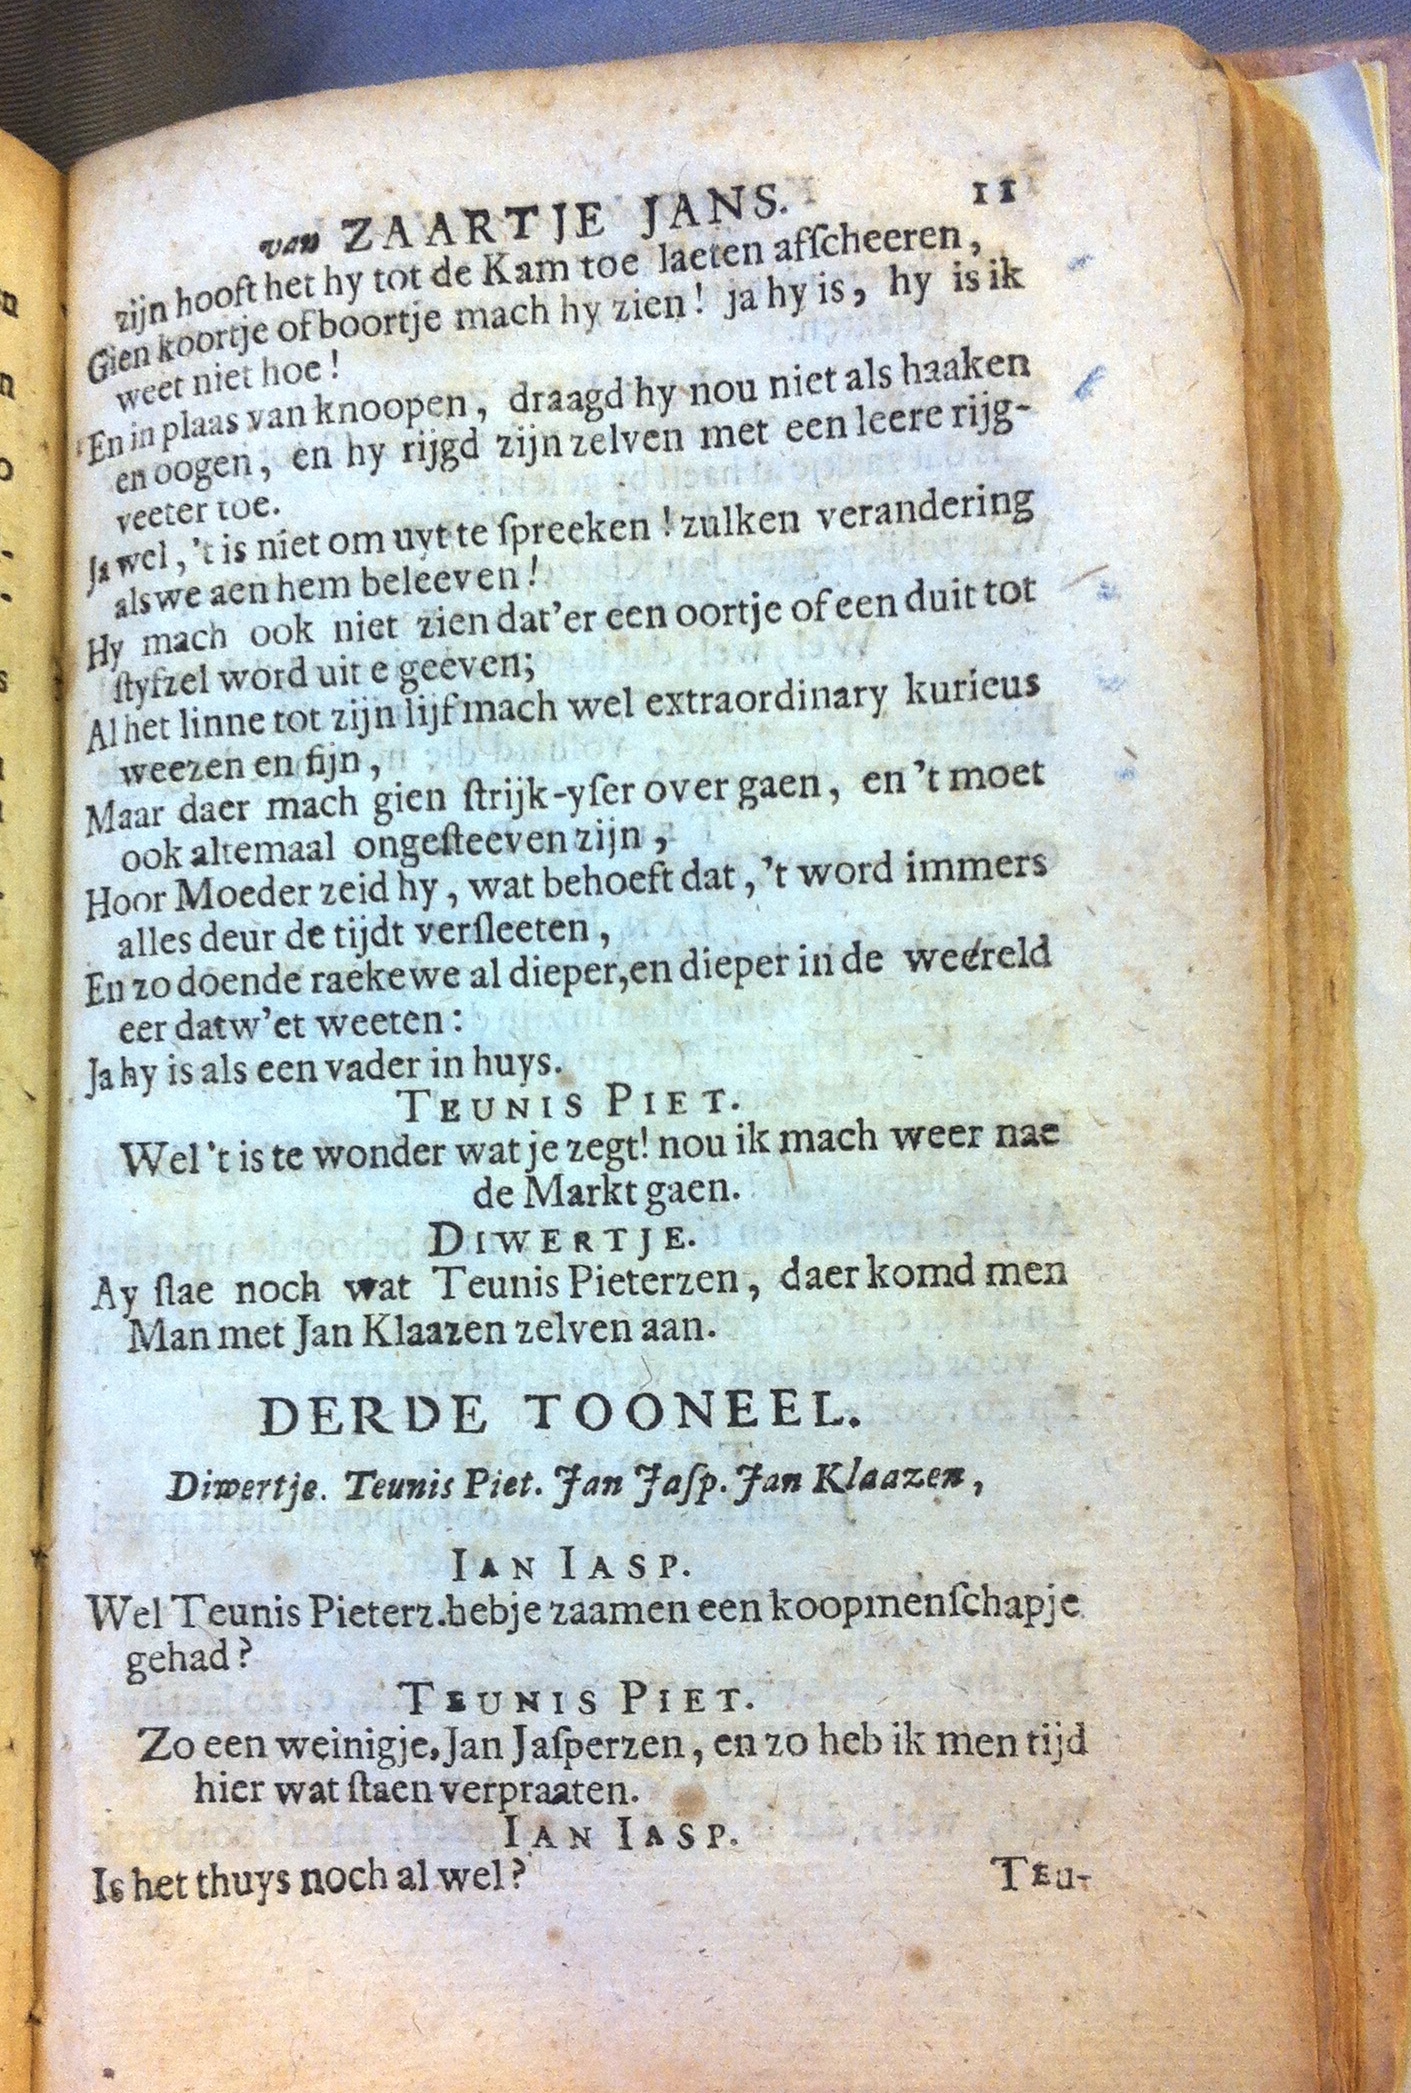 van ZAARTJE JANS. 11
zijn hooft het hy tot de Kam toe laeten afſcheeren,
Gien koortje of boortje mach hy zien! ja hy is, hy is ik
weet niet hoe!
En in plaas van knoopen, draagd hy nou niet als haaken
en oogen, en hy rijgd zijn zelven met een leere rijg-
veeter toe.
Ja wel, 't is niet om uyt te ſpreeken! zulken verandering
als we aen hem beleeven!
Hy mach ook niet zien dat'er een oortje of een duit tot
ſtyfzel word uit e geeven;
Al het linne tot zijn lijf mach wel extraordinary kurieus
weezen en fijn,
Maar daer mach gien ſtrijk-yſer over gaen, en 't moet
ook altemaal ongeſteeven zijn,
Hoor Moeder zeid hy, wat behoeft dat, 't word immers
alles deur de tijdt verſleeten,
En zo doende raeke we al dieper, en dieper in de weereld
eer dat w'et weeten:
Ja hy is als een vader in huys.
TEUNIS PIET.
Wel 't is te wonder wat je zegt! nou ik mach weer nae
de Markt gaen.
DIWERTJE.
Ay ſlae noch wat Teunis Pieterzen, daer komd men
Man met Jan Klaazen zelven aan.
DERDE TOONEEL.
Diwertje. Teunis Piet. Jan Jaſp. Jan Klaazen,
IAN IASP.
Wel Teunis Pieterz. hebje zaamen een koopmenſchapje
gehad?
TEUNIS PIET.
Zo een weinigje, Jan Jaſperzen, en zo heb ik men tijd
hier wat ſtaen verpraaten.
IAN IASP.
Is het thuys noch al wel?
TEU-